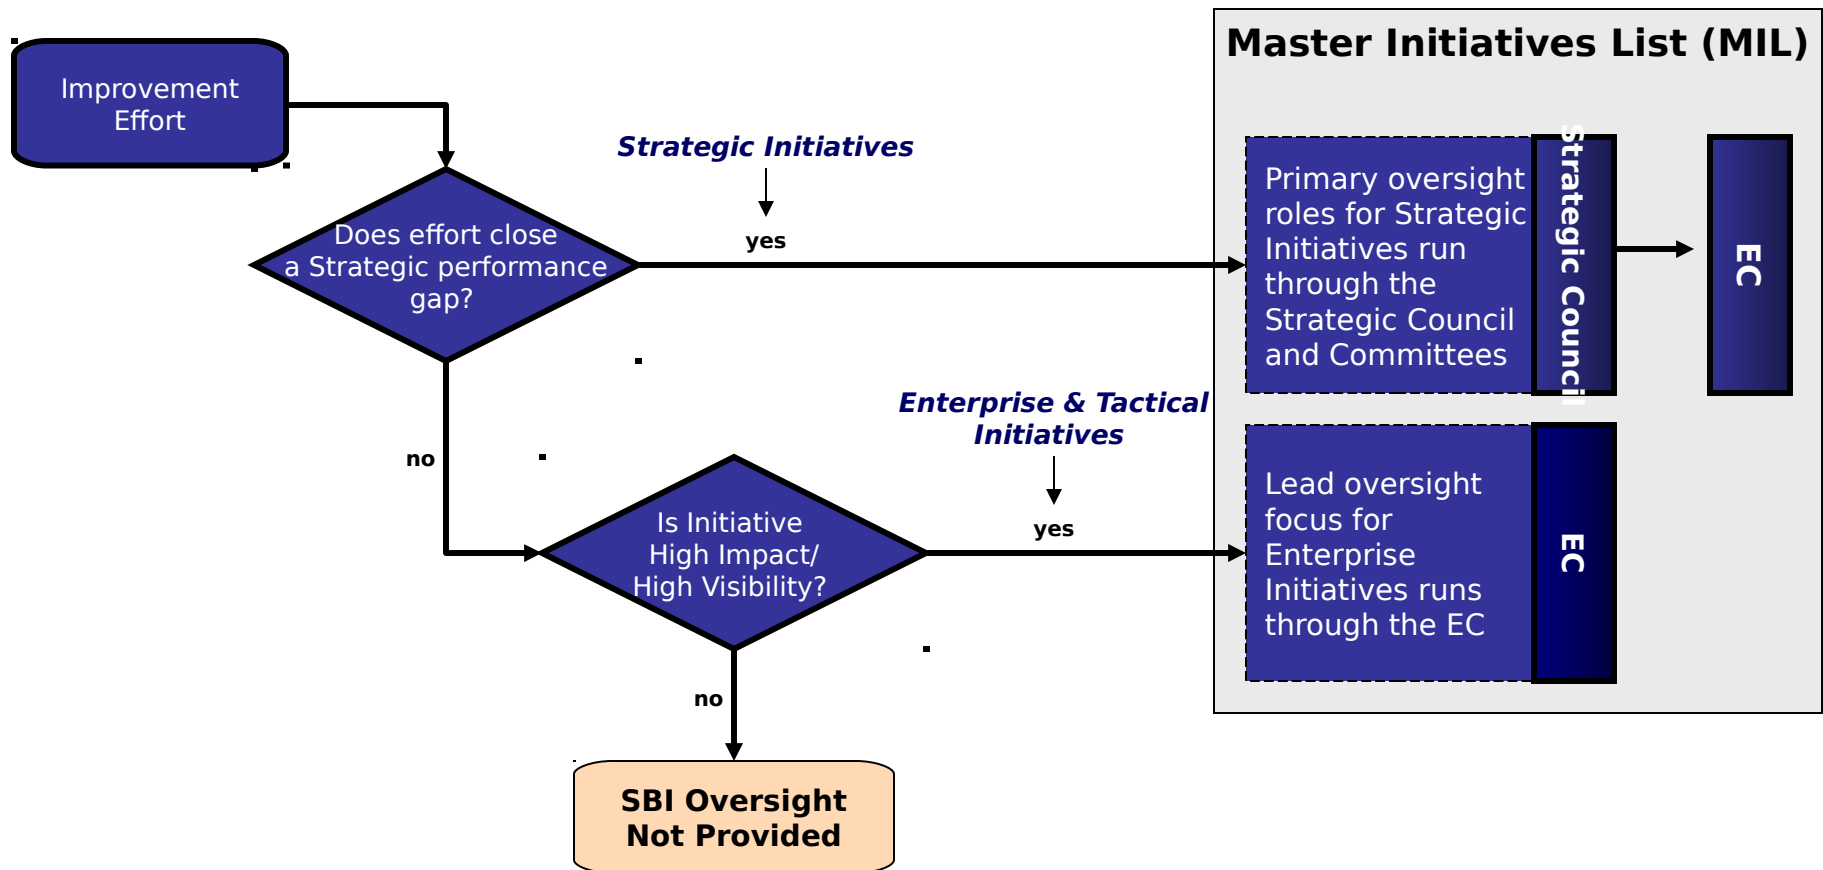 Master Initiatives List (MIL)
Improvement
Effort
Strategic Initiatives
yes
Does effort close
a Strategic performance
gap?
Primary oversight
roles for Strategic
Initiatives run
through the
Strategic Council
and Committees
Strategic Council
EC
no
Enterprise & Tactical
Initiatives
yes
Is Initiative
High Impact/
High Visibility?
Lead oversight
focus for
Enterprise
Initiatives runs
through the EC
EC
no
SBI Oversight
Not Provided